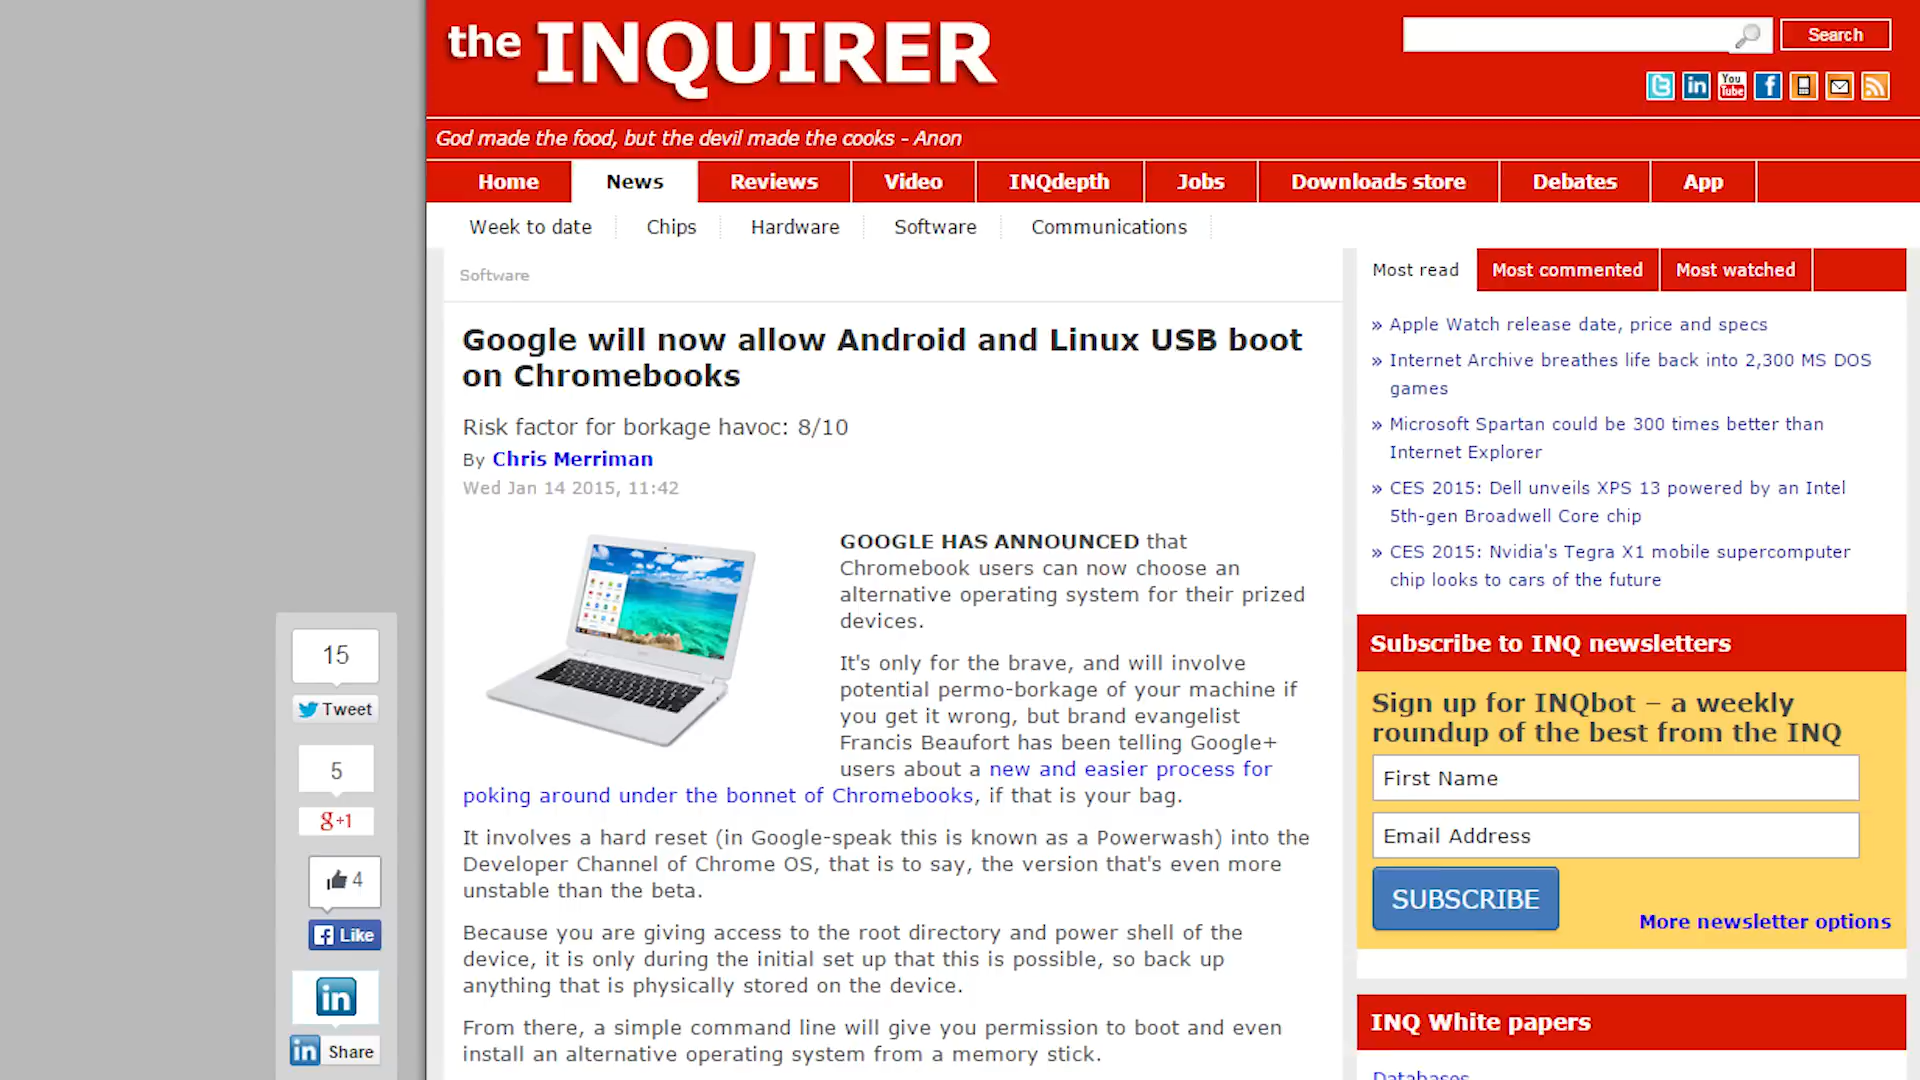 the INQUIRER
Search
You
Tube
God made the food, but the devil made the cooks - Anon
Home News Reviews Video INQdepth Jobs Downloads store Debates App
Week to date Chips Hardware Software Communications
Software
Google will now allow Android and Linux USB boot
on Chromebooks
Risk factor for borkage havoc: 8/10
By Chris Merriman
Wed Jan 14 2015, 11:42
GOOGLE HAS ANNOUNCED that
Chromebook users can now choose an
alternative operating system for their prized
devices.
It's only for the brave, and will involve
potential permo-borkage of your machine if
you get it wrong, but brand evangelist
Francis Beaufort has been telling Google+
users about a new and easier process for
poking around under the bonnet of Chromebooks, if that is your bag.
It involves a hard reset (in Google-speak this is known as a Powerwash) into the
Developer Channel of Chrome OS, that is to say, the version that's even more
unstable than the beta.
Because you are giving access to the root directory and power shell of the
device, it is only during the initial set up that this is possible, so back up
anything that is physically stored on the device.
From there, a simple command line will give you permission to boot and even
install an alternative operating system from a memory stick.
15
Tweet
5
g+1
4
Like
in
in Share
Most read Most commented Most watched
» Apple Watch release date, price and specs
» Internet Archive breathes life back into 2,300 MS DOS
games
» Microsoft Spartan could be 300 times better than
Internet Explorer
» CES 2015: Dell unveils XPS 13 powered by an Intel
5th-gen Broadwell Core chip
» CES 2015: Nvidia's Tegra X1 mobile supercomputer
chip looks to cars of the future
Subscribe to INQ newsletters
Sign up for INQbot – a weekly
roundup of the best from the INQ
First Name
Email Address
SUBSCRIBE
More newsletter options
INQ White papers
Databases